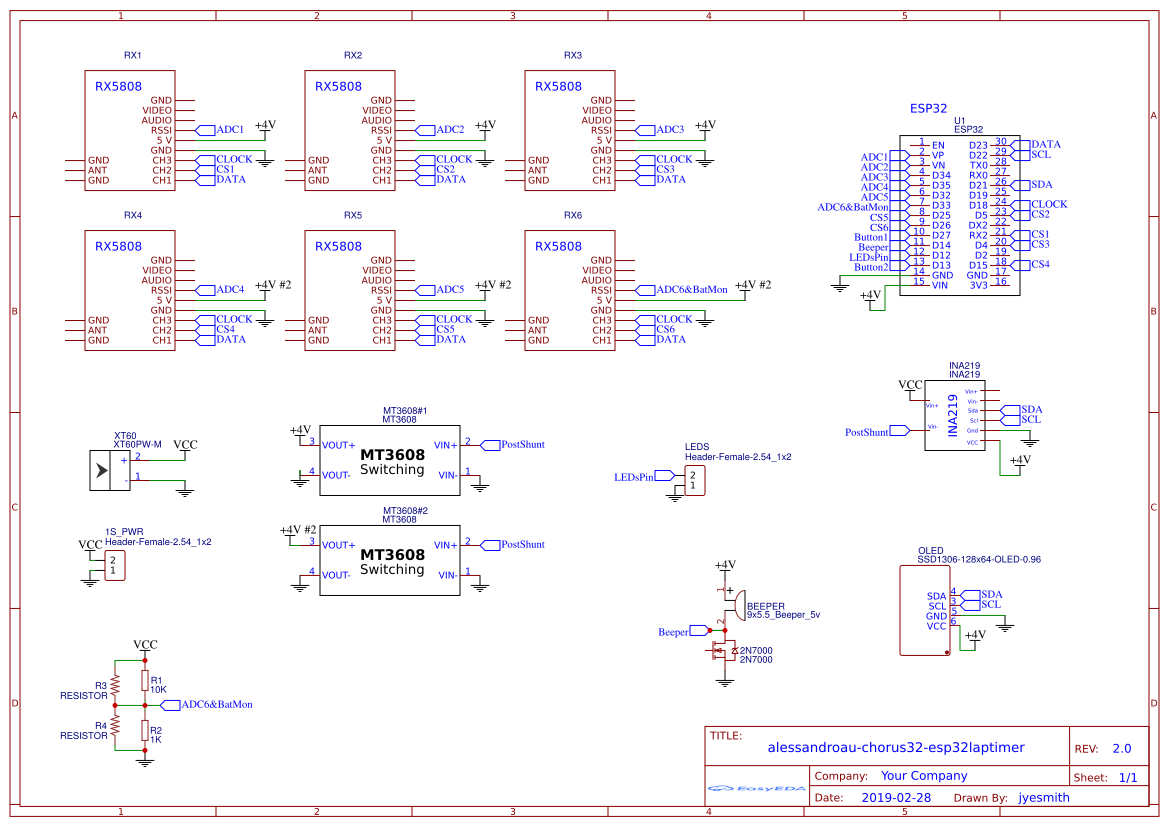 1 2 3 4 5
A A
B B
C C
D D
1 2 3 4 5
RX1
RX5808
GND
VIDEO
AUDIO
RSSI ADC1 +4V
5 V
GND
GND CH3 CLOCK
ANT CH2 CS1
GND CH1 DATA
RX2
RX5808
GND
VIDEO
AUDIO
RSSI ADC2 +4V
5 V
GND
GND CH3 CLOCK
ANT CH2 CS2
GND CH1 DATA
RX3
RX5808
GND
VIDEO
AUDIO
RSSI ADC3 +4V
5 V
GND
GND CH3 CLOCK
ANT CH2 CS3
GND CH1 DATA
ESP32
U1
ESP32
1 EN D23 30 DATA
ADC1 2 VP D22 29 SCL
ADC2 3 VN TX0 28
ADC3 4 D34 RX0 27
ADC4 5 D35 D21 26 SDA
ADC5 6 D32 D19 25
ADC6&BatMon 7 D33 D18 24 CLOCK
CS5 8 D25 D5 23 CS2
CS6 9 D26 DX2 22
Button1 10 D27 RX2 21 CS1
Beeper 11 D14 D4 20 CS3
LEDsPin 12 D12 D2 19
Button2 13 D13 D15 18 CS4
14 GND GND 17
15 VIN 3V3 16
+4V
RX4
RX5808
GND
VIDEO
AUDIO
RSSI ADC4 +4V #2
5 V
GND
GND CH3 CLOCK
ANT CH2 CS4
GND CH1 DATA
RX5
RX5808
GND
VIDEO
AUDIO
RSSI ADC5 +4V #2
5 V
GND
GND CH3 CLOCK
ANT CH2 CS5
GND CH1 DATA
RX6
RX5808
GND
VIDEO
AUDIO
RSSI ADC6&BatMon +4V #2
5 V
GND
GND CH3 CLOCK
ANT CH2 CS6
GND CH1 DATA
INA219
INA219
VCC
INA219
Vin+
Vin-
Vin+
Vin-
Sda SDA
Scl SCL
Gnd
VCC
PostShunt
+4V
XT60
XT60PW-M
VCC
+ 2
- 1
MT3608#1
MT3608
+4V
3 VOUT+ VIN+ 2 PostShunt
MT3608
Switching
4 VOUT- VIN- 1
LEDS
Header-Female-2.54_1x2
LEDsPin 2
1
1S_PWR
Header-Female-2.54_1x2
VCC
2
1
MT3608#2
MT3608
+4V #2
3 VOUT+ VIN+ 2 PostShunt
MT3608
Switching
4 VOUT- VIN- 1
OLED
SSD1306-128x64-OLED-0.96
SDA 4 SDA
SCL 3 SCL
GND 5
VCC 6
+4V
+4V
1
+
BEEPER
9x5.5_Beeper_5v
2
Beeper
2N7000
2N7000
VCC
R3
RESISTOR
R1
10K
ADC6&BatMon
R4
RESISTOR
R2
1K
TITLE:
alessandroau-chorus32-esp32laptimer
REV: 2.0
EasyEDA
Company: Your Company
Sheet: 1/1
Date: 2019-02-28 Drawn By: jyesmith